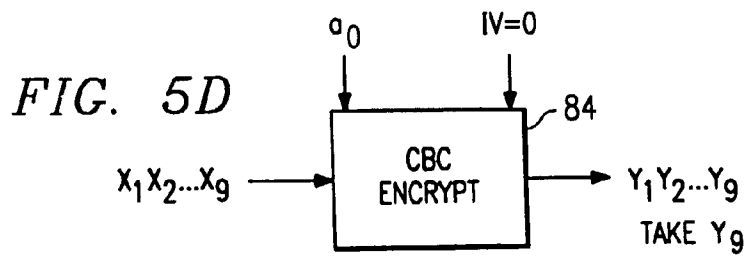 a₀ IV=0
FIG. 5D
84
X₁X₂...X₉
CBC
ENCRYPT
Y₁Y₂...Y₉
TAKE Y₉